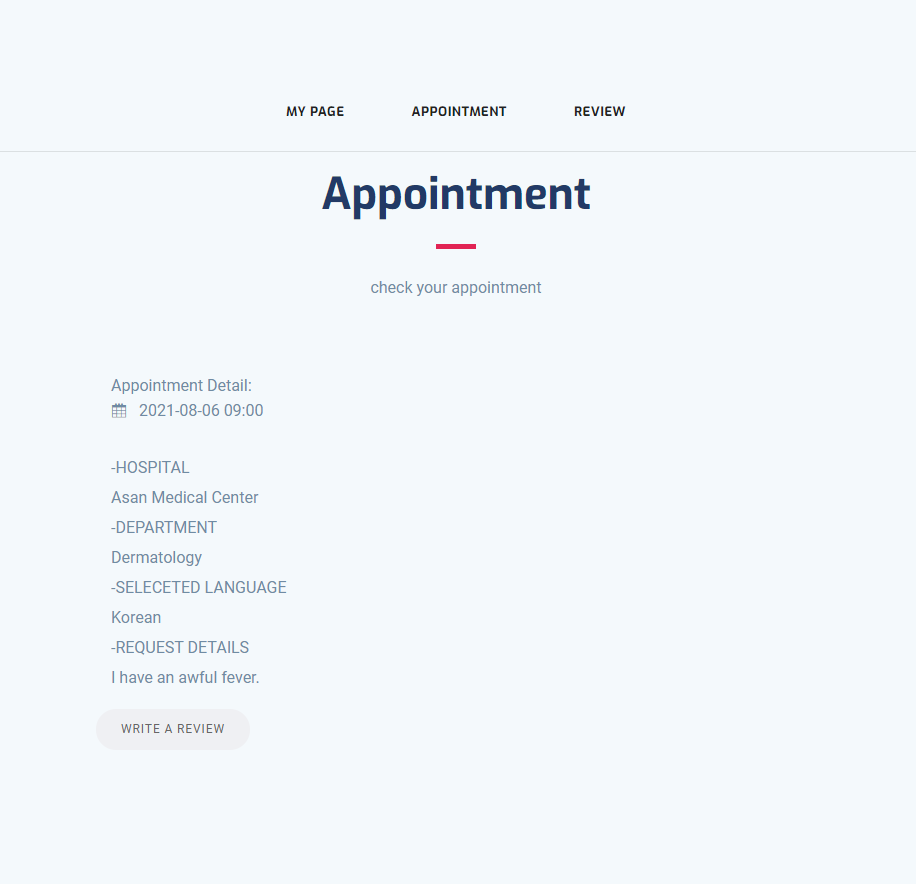 MY PAGE APPOINTMENT REVIEW
Appointment
check your appointment
Appointment Detail:
2021-08-06 09:00
-HOSPITAL
Asan Medical Center
-DEPARTMENT
Dermatology
-SELECETED LANGUAGE
Korean
-REQUEST DETAILS
I have an awful fever.
WRITE A REVIEW